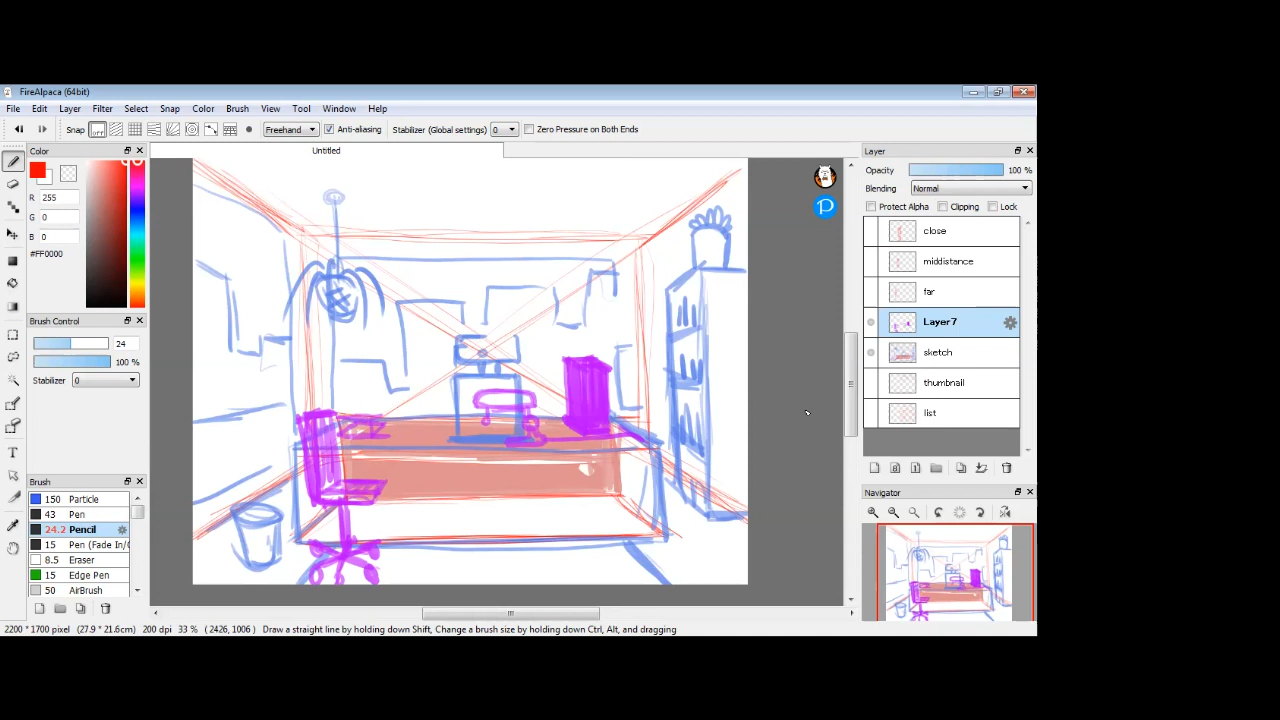 FireAlpaca (64bit)
File Edit Layer Filter Select Snap Color Brush View Tool Window Help
Snap OFF Freehand Anti-aliasing Stabilizer (Global settings) 0 Zero Pressure on Both Ends
Color
Untitled
Layer
R 255
G 0
B 0
#FF0000
Brush Control
24
100 %
Stabilizer 0
Brush
150 Particle
43 Pen
24.2 Pencil
15 Pen (Fade In/O
8.5 Eraser
15 Edge Pen
50 AirBrush
Opacity 100 %
Blending Normal
Protect Alpha Clipping Lock
close
middistance
far
Layer7
sketch
thumbnail
list
Navigator
2200 * 1700 pixel (27.9 * 21.6cm) 200 dpi 33 % (2426, 1006) Draw a straight line by holding down Shift, Change a brush size by holding down Ctrl, Alt, and dragging